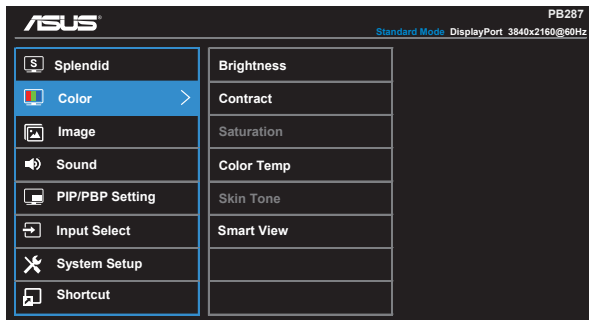 ASUS
PB287
Standard Mode DisplayPort 3840x2160@60Hz
S Splendid
Color
Image
Sound
PIP/PBP Setting
Input Select
System Setup
Shortcut
Brightness
Contract
Saturation
Color Temp
Skin Tone
Smart View